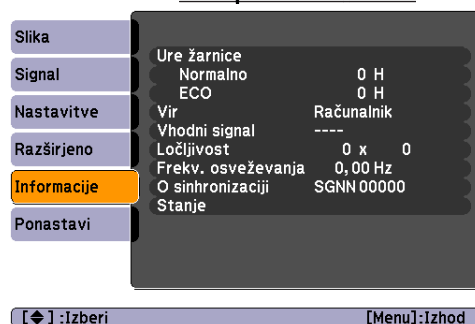 Slika
Signal
Nastavitve
Razširjeno
Informacije
Ponastavi
Ure žarnice
Normalno 0 H
ECO 0 H
Vir Računalnik
Vhodni signal ----
Ločljivost 0 x 0
Frekv. osveževanja 0,00 Hz
O sinhronizaciji SGNN 00000
Stanje
[◆] :Izberi [Menu]:Izhod